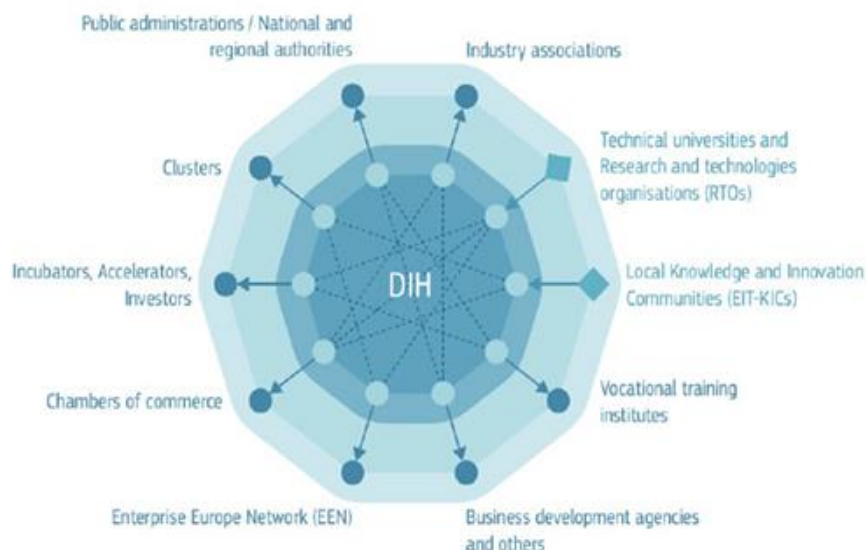 Public administrations / National and
regional authorities
Industry associations
Clusters
Technical universities and
Research and technologies
organisations (RTOs)
Incubators, Accelerators,
Investors
DIH
Local Knowledge and Innovation
Communities (EIT-KICs)
Chambers of commerce
Vocational training
institutes
Enterprise Europe Network (EEN)
Business development agencies
and others